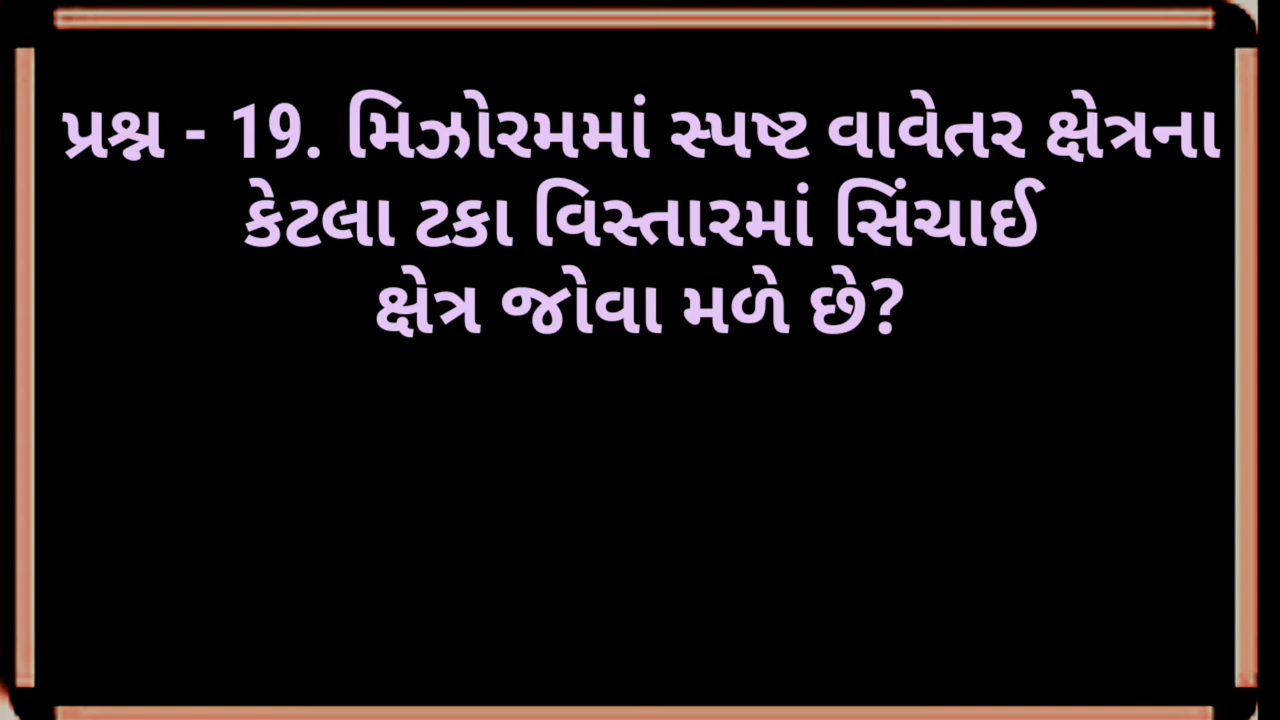 પ્રશ્ન - 19. મિઝોરમમાં સ્પષ્ટ વાવેતર ક્ષેત્રના
કેટલા ટકા વિસ્તારમાં સિંચાઈ
ક્ષેત્ર જોવા મળે છે?